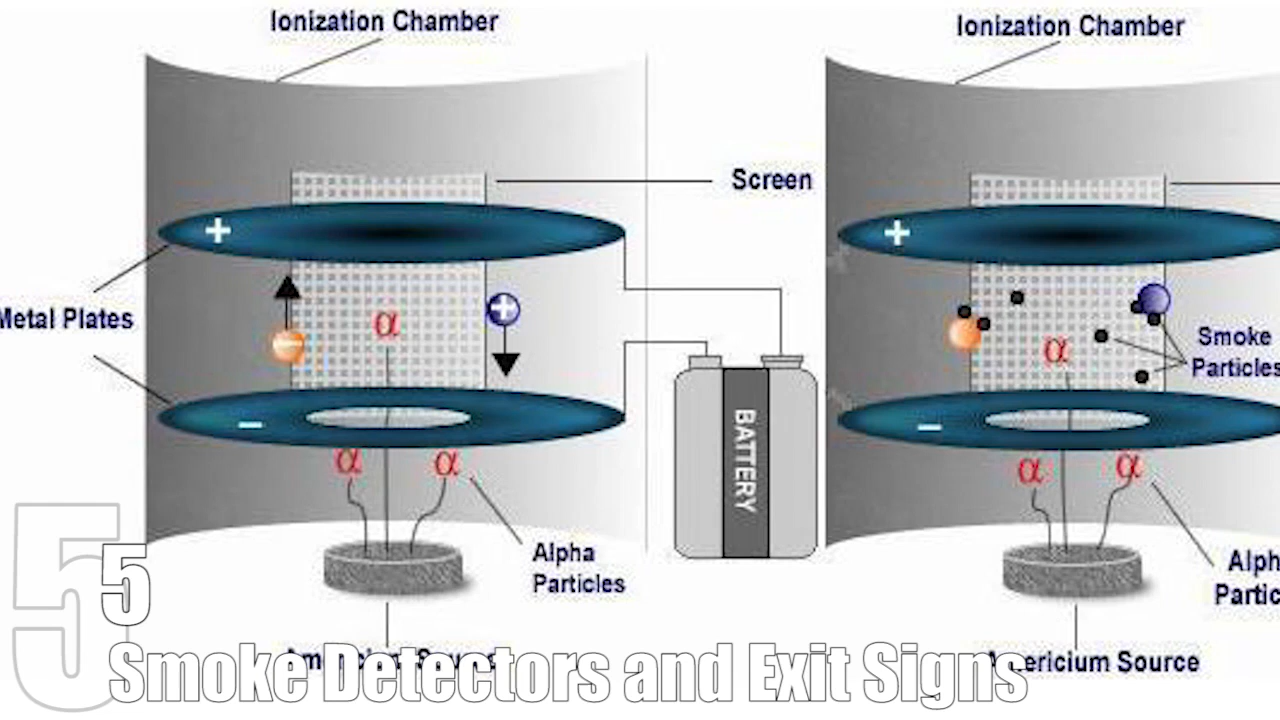 Ionization Chamber
Ionization Chamber
Screen
+
+
Metal Plates
α
+
−
α
Smoke
Particles
BATTERY
−
−
α
α
α
α
Alpha
Particles
Alph
Partic
5
5
Americium Source
Smoke Detectors and Exit Signs